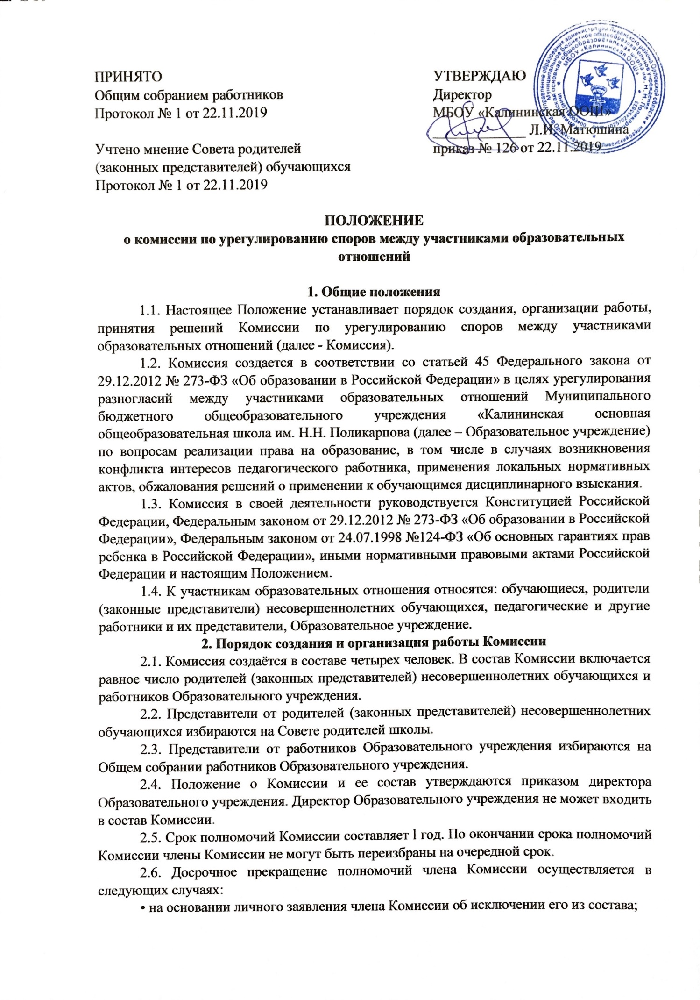 ПРИНЯТО
Общим собранием работников
Протокол № 1 от 22.11.2019
Учтено мнение Совета родителей
(законных представителей) обучающихся
Протокол № 1 от 22.11.2019
УТВЕРЖДАЮ
Директор
МБОУ «Калининская ООШ»
Л.И. Матюшина
приказ № 126 от 22.11.2019
ПОЛОЖЕНИЕ
о комиссии по урегулированию споров между участниками образовательных
отношений
1. Общие положения
1.1. Настоящее Положение устанавливает порядок создания, организации работы,
принятия решений Комиссии по урегулированию споров между участниками
образовательных отношений (далее - Комиссия).
1.2. Комиссия создается в соответствии со статьей 45 Федерального закона от
29.12.2012 № 273-ФЗ «Об образовании в Российской Федерации» в целях урегулирования
разногласий между участниками образовательных отношений Муниципального
бюджетного общеобразовательного учреждения «Калининская основная
общеобразовательная школа им. Н.Н. Поликарпова (далее – Образовательное учреждение)
по вопросам реализации права на образование, в том числе в случаях возникновения
конфликта интересов педагогического работника, применения локальных нормативных
актов, обжалования решений о применении к обучающимся дисциплинарного взыскания.
1.3. Комиссия в своей деятельности руководствуется Конституцией Российской
Федерации, Федеральным законом от 29.12.2012 № 273-ФЗ «Об образовании в Российской
Федерации», Федеральным законом от 24.07.1998 №124-ФЗ «Об основных гарантиях прав
ребенка в Российской Федерации», иными нормативными правовыми актами Российской
Федерации и настоящим Положением.
1.4. К участникам образовательных отношения относятся: обучающиеся, родители
(законные представители) несовершеннолетних обучающихся, педагогические и другие
работники и их представители, Образовательное учреждение.
2. Порядок создания и организация работы Комиссии
2.1. Комиссия создаётся в составе четырех человек. В состав Комиссии включается
равное число родителей (законных представителей) несовершеннолетних обучающихся и
работников Образовательного учреждения.
2.2. Представители от родителей (законных представителей) несовершеннолетних
обучающихся избираются на Совете родителей школы.
2.3. Представители от работников Образовательного учреждения избираются на
Общем собрании работников Образовательного учреждения.
2.4. Положение о Комиссии и ее состав утверждаются приказом директора
Образовательного учреждения. Директор Образовательного учреждения не может входить
в состав Комиссии.
2.5. Срок полномочий Комиссии составляет 1 год. По окончании срока полномочий
Комиссии члены Комиссии не могут быть переизбраны на очередной срок.
2.6. Досрочное прекращение полномочий члена Комиссии осуществляется в
следующих случаях:
• на основании личного заявления члена Комиссии об исключении его из состава;